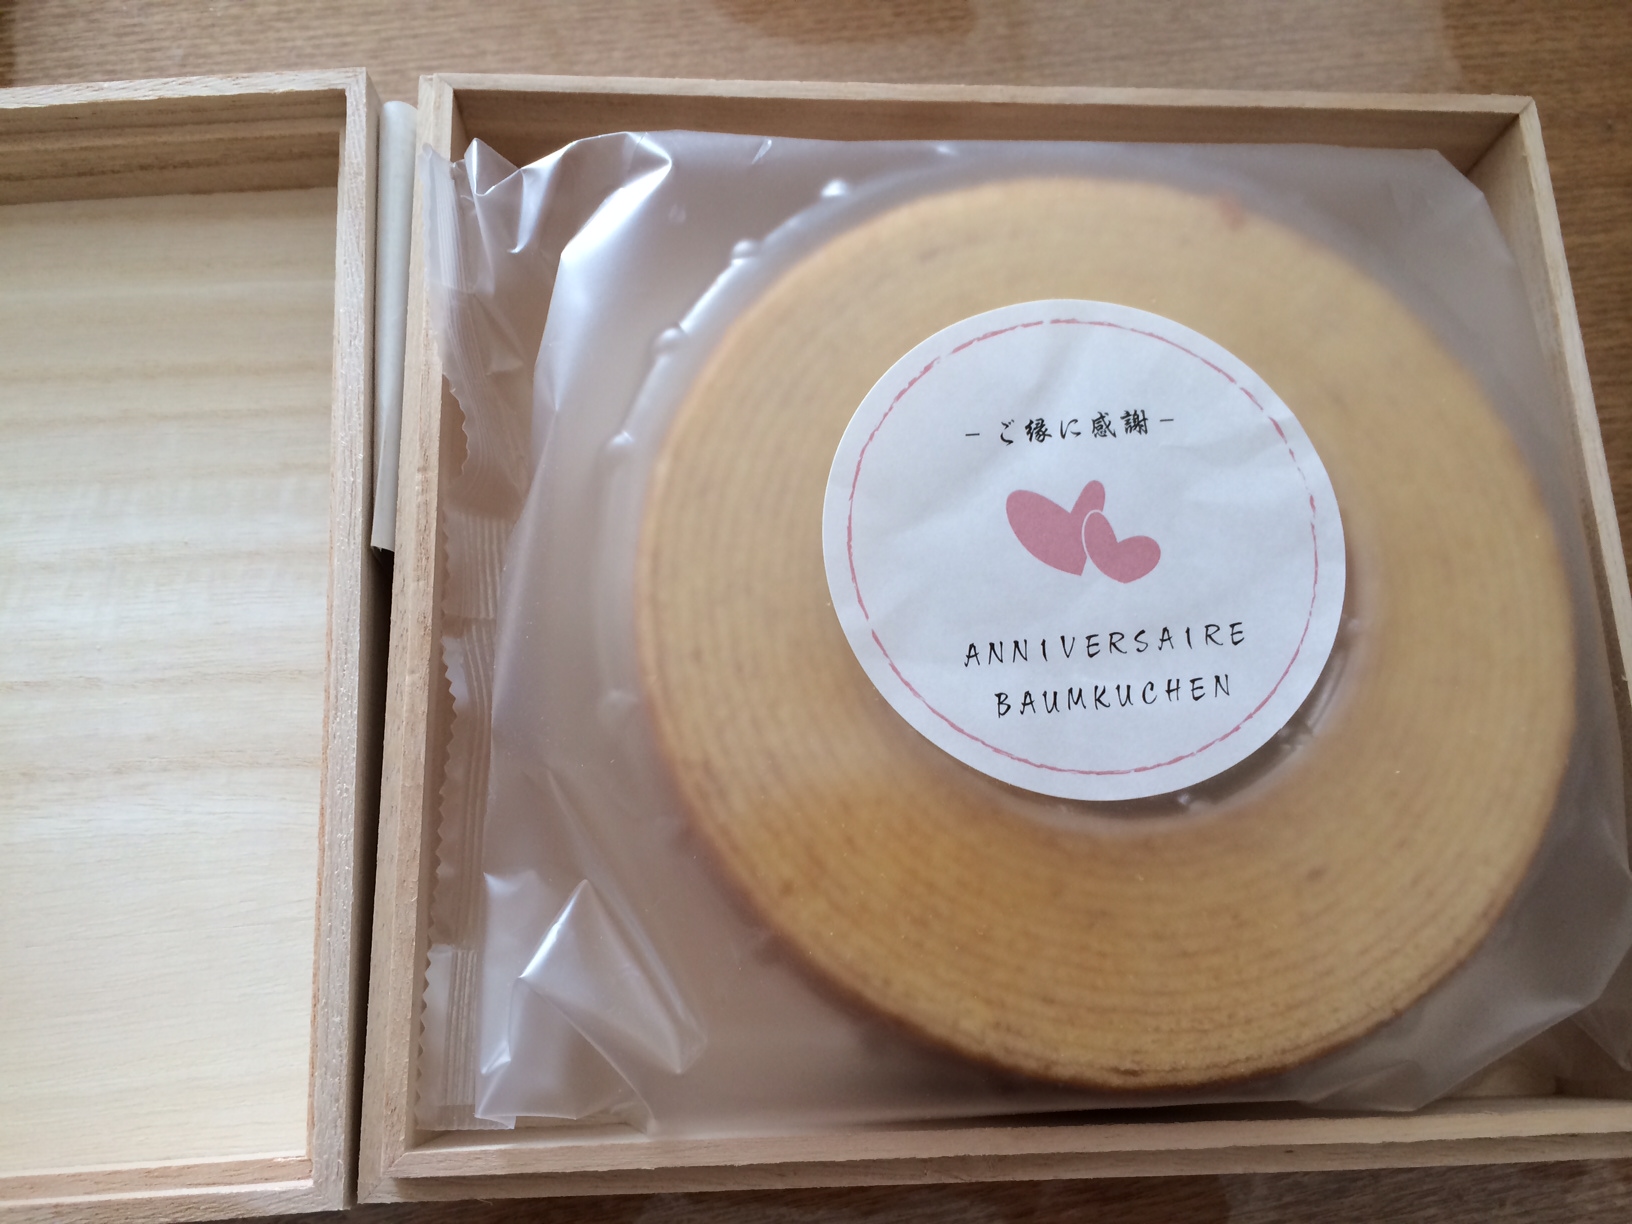 －ご縁に感謝－
ANNIVERSAIRE
BAUMKUCHEN